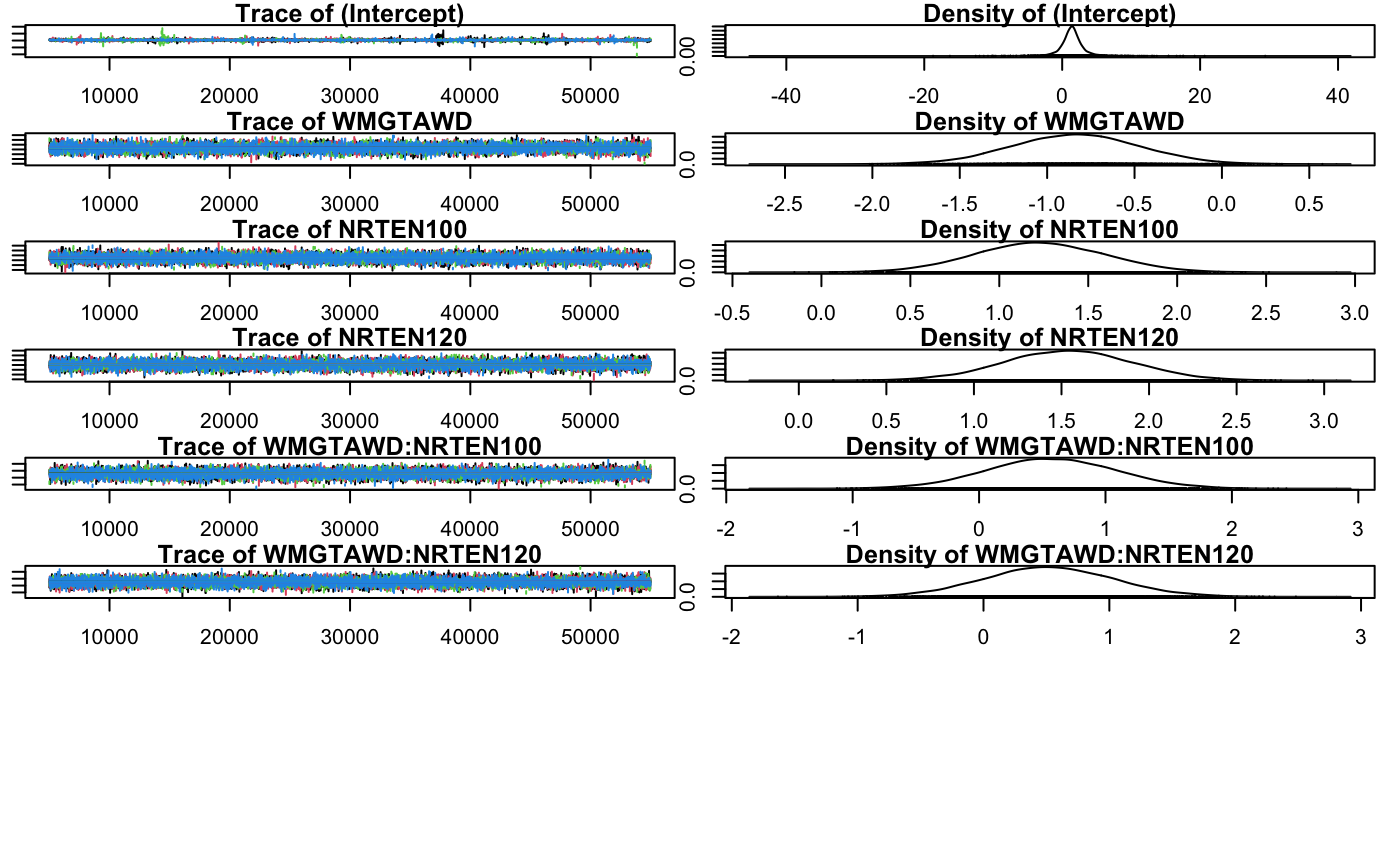 Trace of (Intercept)
Density of (Intercept)
0.00
10000 20000 30000 40000 50000
-40 -20 0 20 40
Trace of WMGTAWD
Density of WMGTAWD
0.0
10000 20000 30000 40000 50000
-2.5 -2.0 -1.5 -1.0 -0.5 0.0 0.5
Trace of NRTEN100
Density of NRTEN100
0.0
10000 20000 30000 40000 50000
-0.5 0.0 0.5 1.0 1.5 2.0 2.5 3.0
Trace of NRTEN120
Density of NRTEN120
0.0
10000 20000 30000 40000 50000
0.0 0.5 1.0 1.5 2.0 2.5 3.0
Trace of WMGTAWD:NRTEN100
Density of WMGTAWD:NRTEN100
0.0
10000 20000 30000 40000 50000
-2 -1 0 1 2 3
Trace of WMGTAWD:NRTEN120
Density of WMGTAWD:NRTEN120
0.0
10000 20000 30000 40000 50000
-2 -1 0 1 2 3